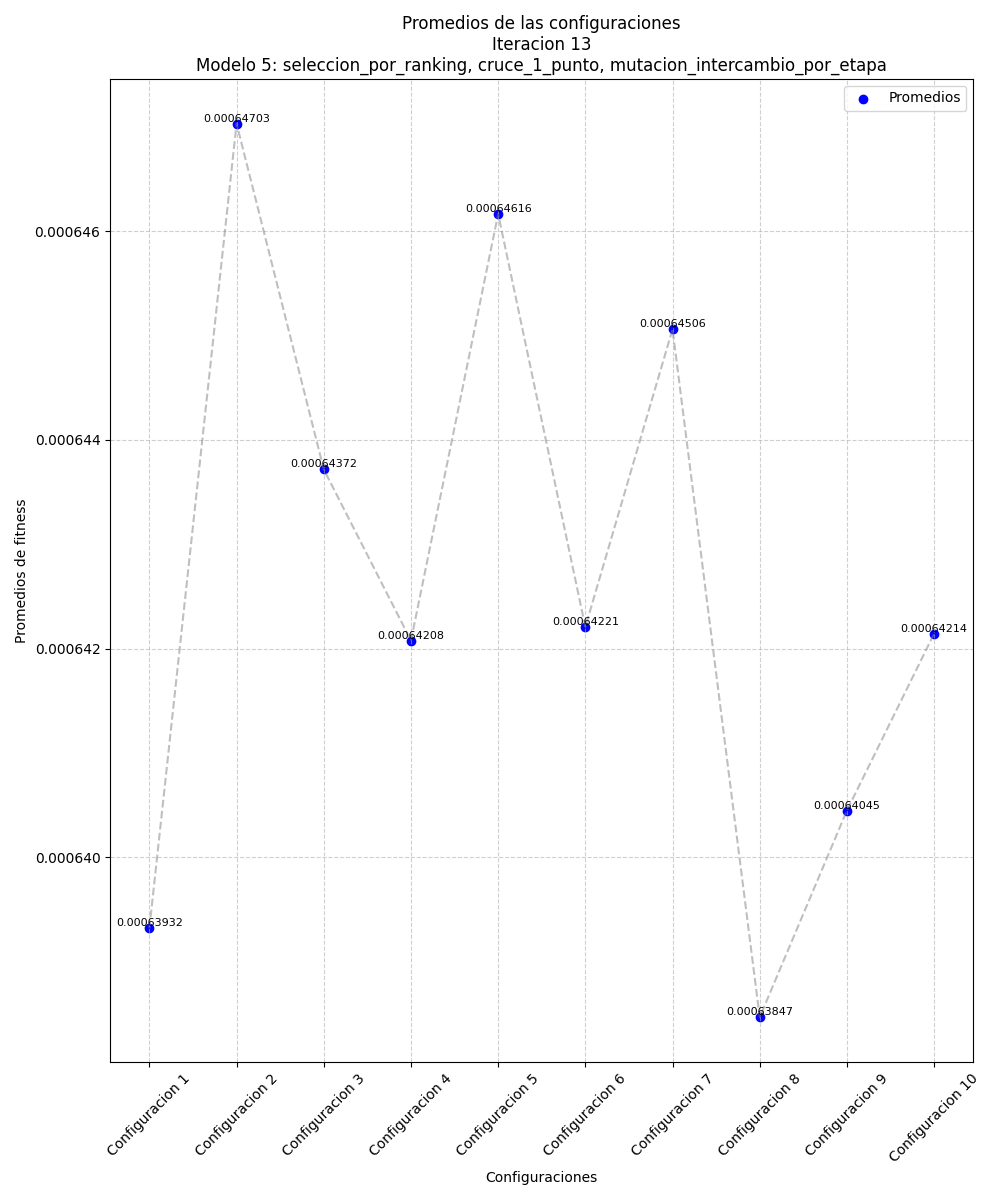 Promedios de las configuraciones
Iteracion 13
Modelo 5: seleccion_por_ranking, cruce_1_punto, mutacion_intercambio_por_etapa
Promedios
0.00064703
0.00064616
0.000646
0.00064506
0.000644
0.00064372
0.00064221
0.00064214
0.00064208
0.000642
0.00064045
0.000640
0.00063932
0.00063847
Promedios de fitness
Configuracion 1
Configuracion 2
Configuracion 3
Configuracion 4
Configuracion 5
Configuracion 6
Configuracion 7
Configuracion 8
Configuracion 9
Configuracion 10
Configuraciones